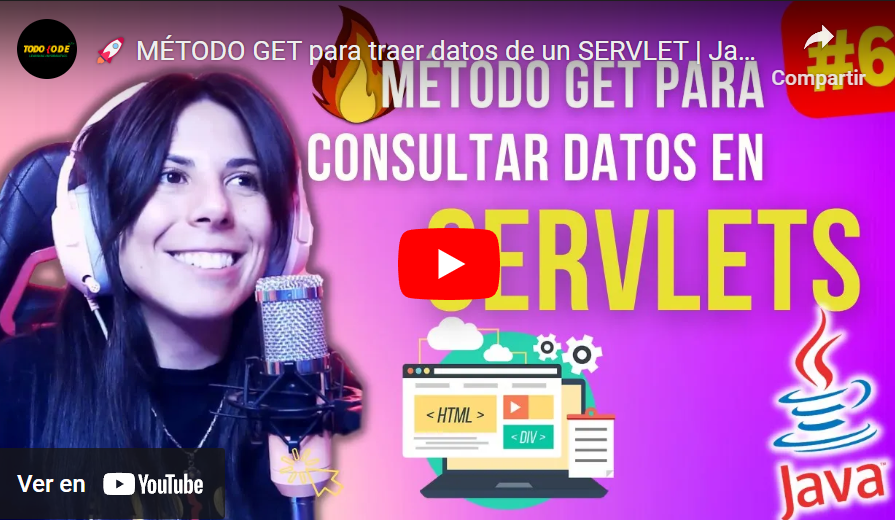 TODO CODE
🚀 MÉTODO GET para traer datos de un SERVLET | Ja...
#6
Compartir
MÉTODO GET PARA
CONSULTAR DATOS EN
SERVLETS
< HTML >
< DIV >
Java
Ver en YouTube